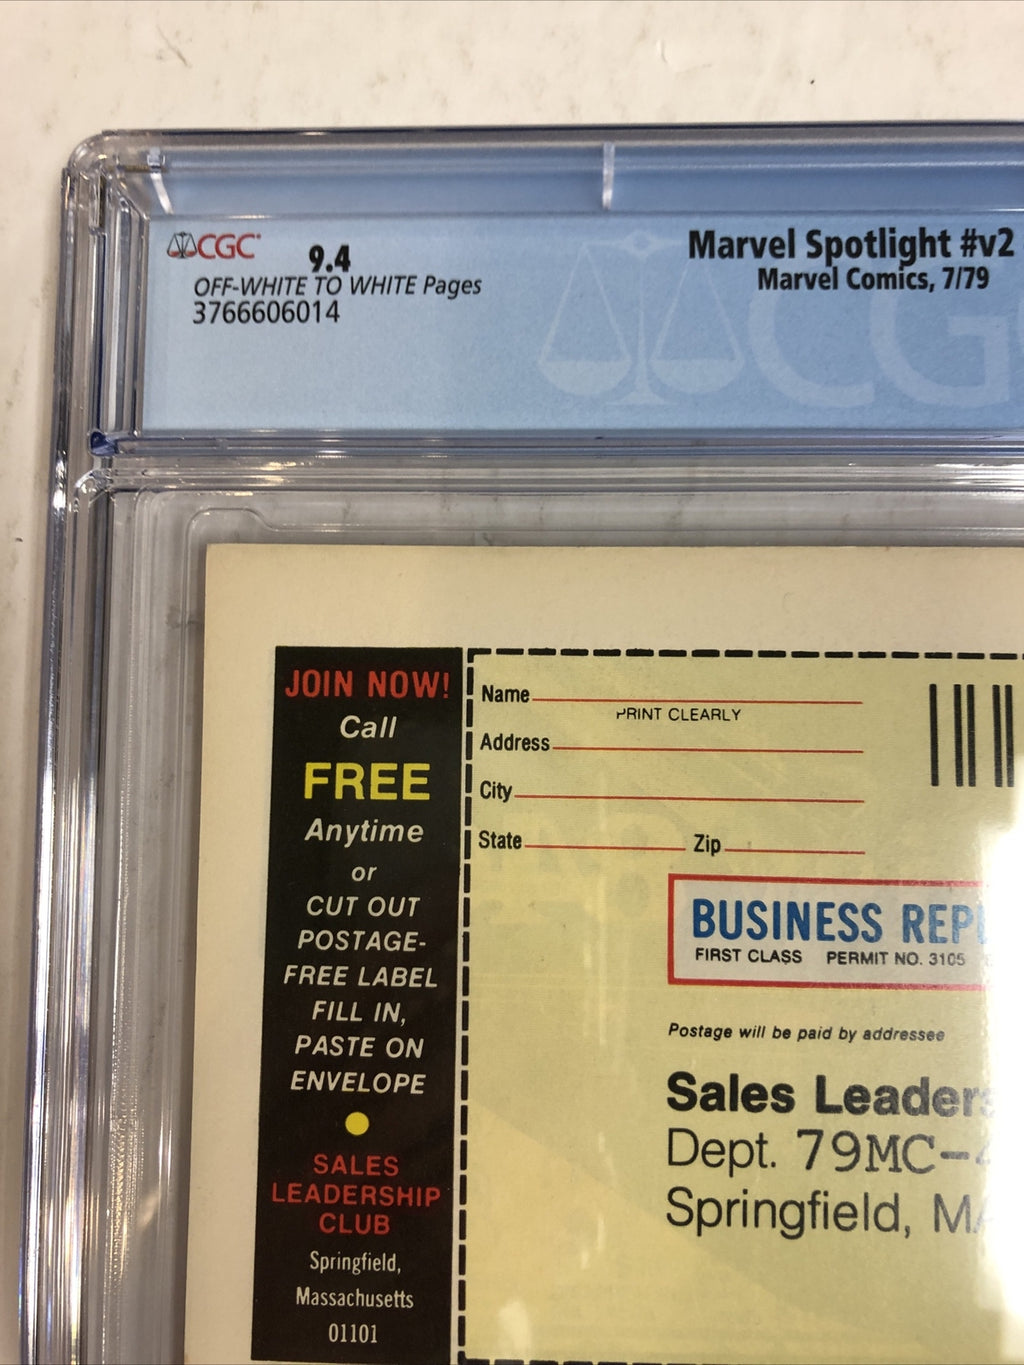 CGC
9.4
OFF-WHITE TO WHITE Pages
3766606014
Marvel Spotlight #v2
Marvel Comics, 7/79
CG
JOIN NOW!
Call
FREE
Anytime
or
CUT OUT
POSTAGE-
FREE LABEL
FILL IN,
PASTE ON
ENVELOPE
SALES
LEADERSHIP
CLUB
Springfield,
Massachusetts
01101
Name
PRINT CLEARLY
Address
City
State Zip
BUSINESS
FIRST CLASS PERMIT NO. 3105
Postage will be paid by addressee
Sales
Dept. 79MC-
Springfield,